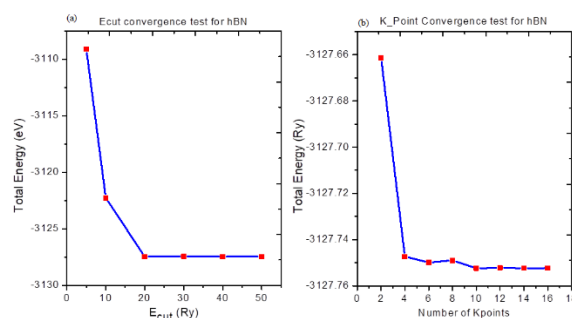 (a)
Ecut convergence test for hBN
Total Energy (eV)
-3110
-3115
-3120
-3125
-3130
0 10 20 30 40 50
E_cut (Ry)
(b)
K_Point Convergence test for hBN
Total Energy (Ry)
-3127.66
-3127.68
-3127.70
-3127.72
-3127.74
-3127.76
0 2 4 6 8 10 12 14 16 18
Number of Kpoints